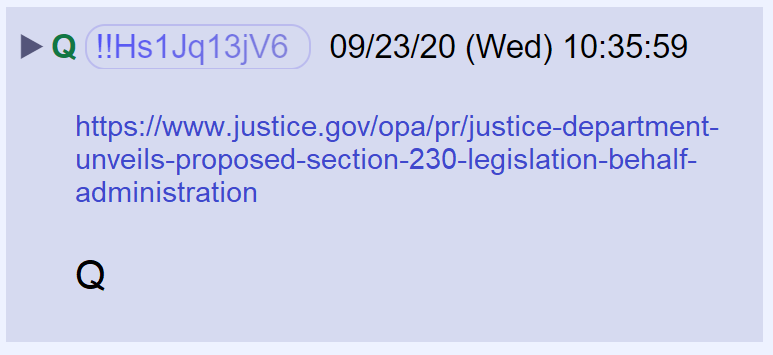 ▶ Q !!Hs1Jq13jV6 09/23/20 (Wed) 10:35:59
https://www.justice.gov/opa/pr/justice-department-
unveils-proposed-section-230-legislation-behalf-
administration
Q